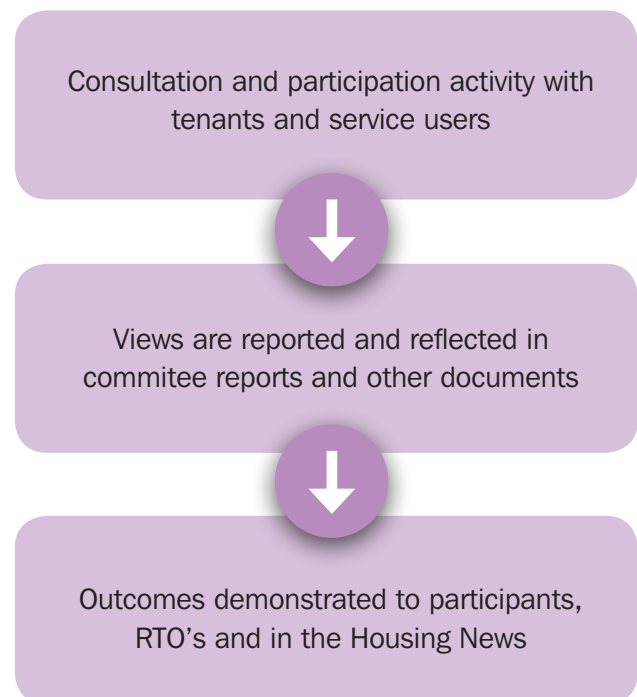 Consultation and participation activity with
tenants and service users
Views are reported and reflected in
commitee reports and other documents
Outcomes demonstrated to participants,
RTO’s and in the Housing News